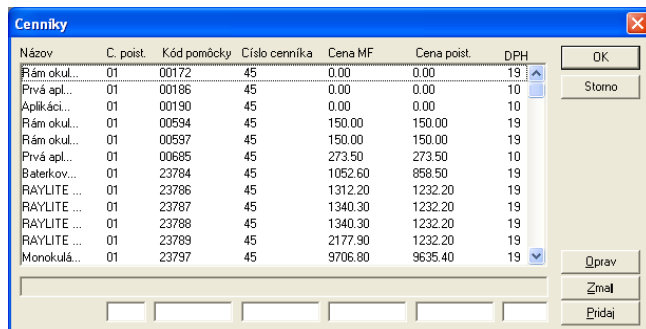 Cenníky
Názov C. poist. Kód pomôcky Císlo cenníka Cena MF Cena poist. DPH
Rám okul... 01 00172 45 0.00 0.00 19
Prvá apl... 01 00186 45 0.00 0.00 10
Aplikáci... 01 00190 45 0.00 0.00 10
Rám okul... 01 00594 45 150.00 150.00 19
Rám okul... 01 00597 45 150.00 150.00 19
Prvá apl... 01 00685 45 273.50 273.50 10
Baterkov... 01 23784 45 1052.60 858.50 19
RAYLITE ... 01 23786 45 1312.20 1232.20 19
RAYLITE ... 01 23787 45 1340.30 1232.20 19
RAYLITE ... 01 23788 45 1340.30 1232.20 19
RAYLITE ... 01 23789 45 2177.90 1232.20 19
Monokulá... 01 23797 45 9706.80 9635.40 19
OK
Storno
Oprav
Zmaž
Pridaj